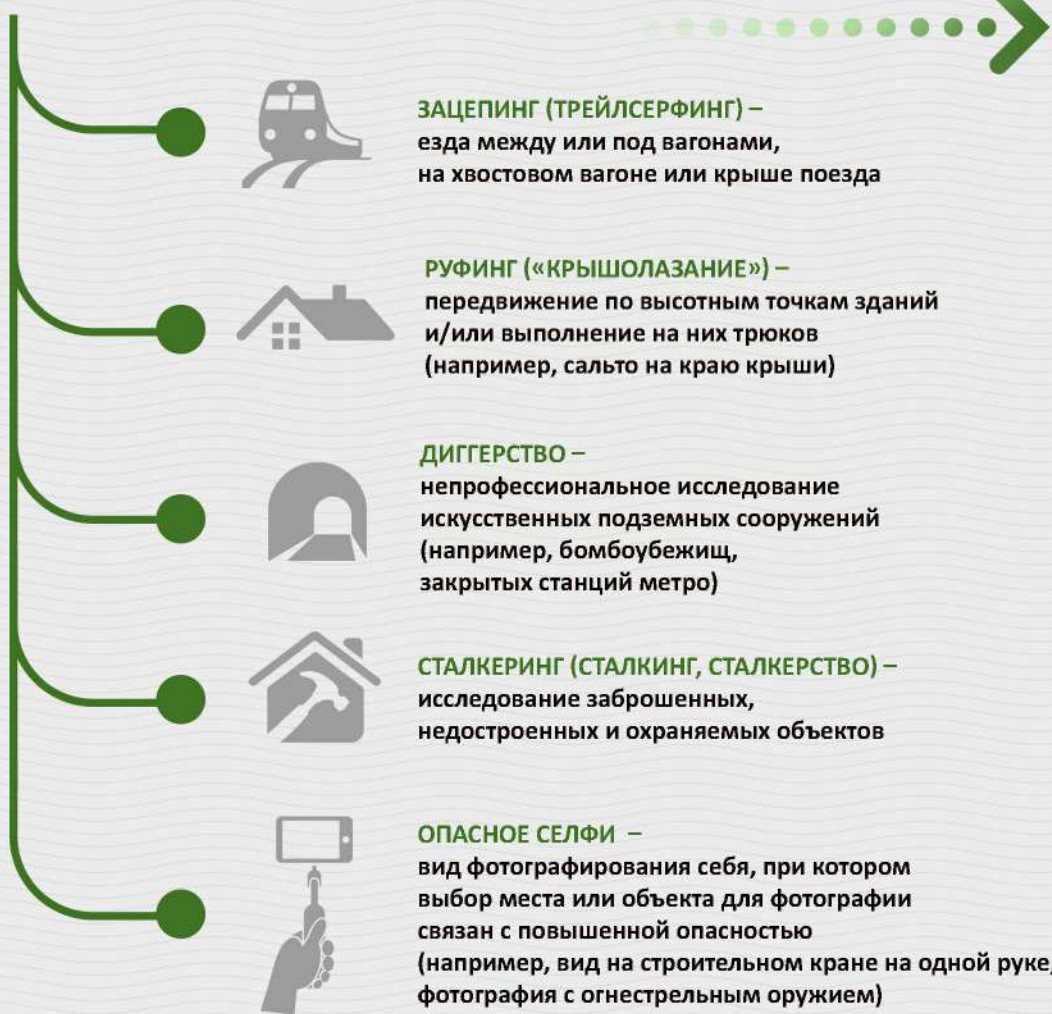 ЗАЦЕПИНГ (ТРЕЙЛСЕРФИНГ) –
езда между или под вагонами,
на хвостовом вагоне или крыше поезда
РУФИНГ («КРЫШОЛАЗАНИЕ») –
передвижение по высотным точкам зданий
и/или выполнение на них трюков
(например, сальто на краю крыши)
ДИГГЕРСТВО –
непрофессиональное исследование
искусственных подземных сооружений
(например, бомбоубежищ,
закрытых станций метро)
СТАЛКЕРИНГ (СТАЛКИНГ, СТАЛКЕРСТВО) –
исследование заброшенных,
недостроенных и охраняемых объектов
ОПАСНОЕ СЕЛФИ –
вид фотографирования себя, при котором
выбор места или объекта для фотографии
связан с повышенной опасностью
(например, вид на строительном кране на одной руке,
фотография с огнестрельным оружием)